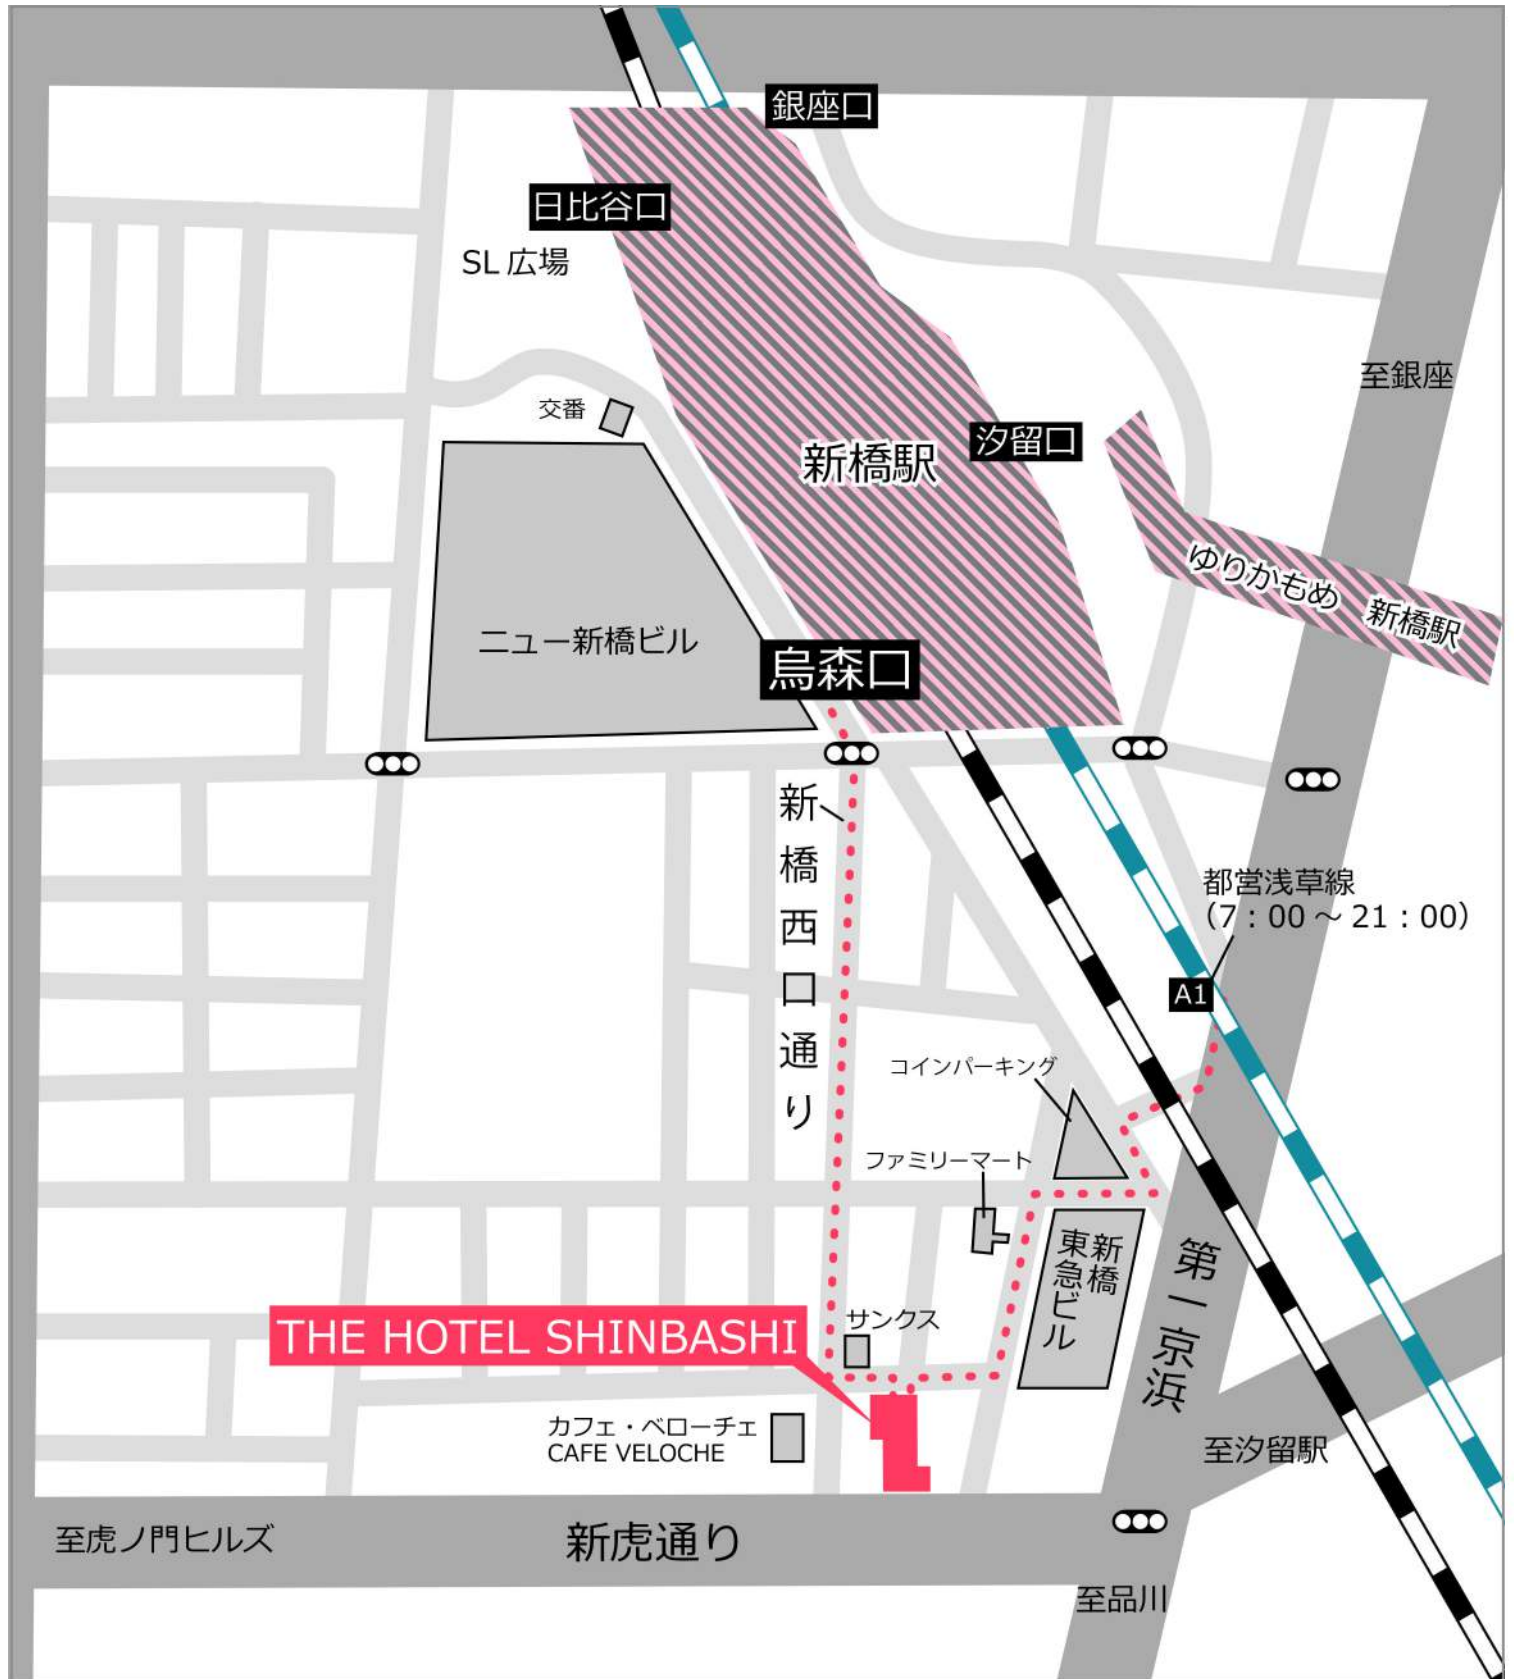 銀座口
日比谷口
SL 広場
至銀座
交番
汐留口
新橋駅
ゆりかもめ 新橋駅
ニュー新橋ビル
烏森口
新橋西口通り
都営浅草線
（7：00 〜 21：00）
A1
コインパーキング
ファミリーマート
新橋
東急ビル
第一京浜
サンクス
THE HOTEL SHINBASHI
カフェ・ベローチェ
CAFE VELOCHE
至汐留駅
至虎ノ門ヒルズ
新虎通り
至品川